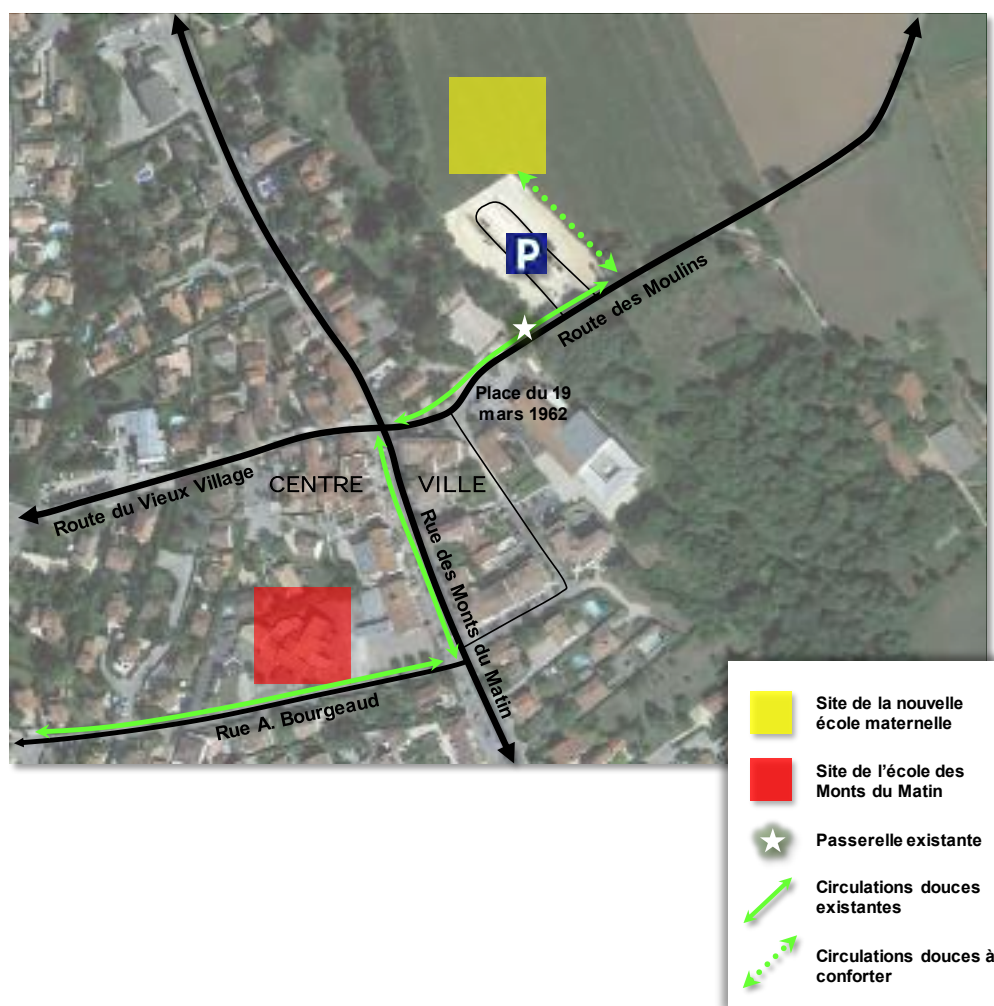 P
Route des Moulins
Place du 19
mars 1962
Route du Vieux Village
CENTRE VILLE
Rue des Monts du Matin
Rue A. Bourgeaud
Site de la nouvelle
école maternelle
Site de l'école des
Monts du Matin
Passerelle existante
Circulations douces
existantes
Circulations douces à
conforter